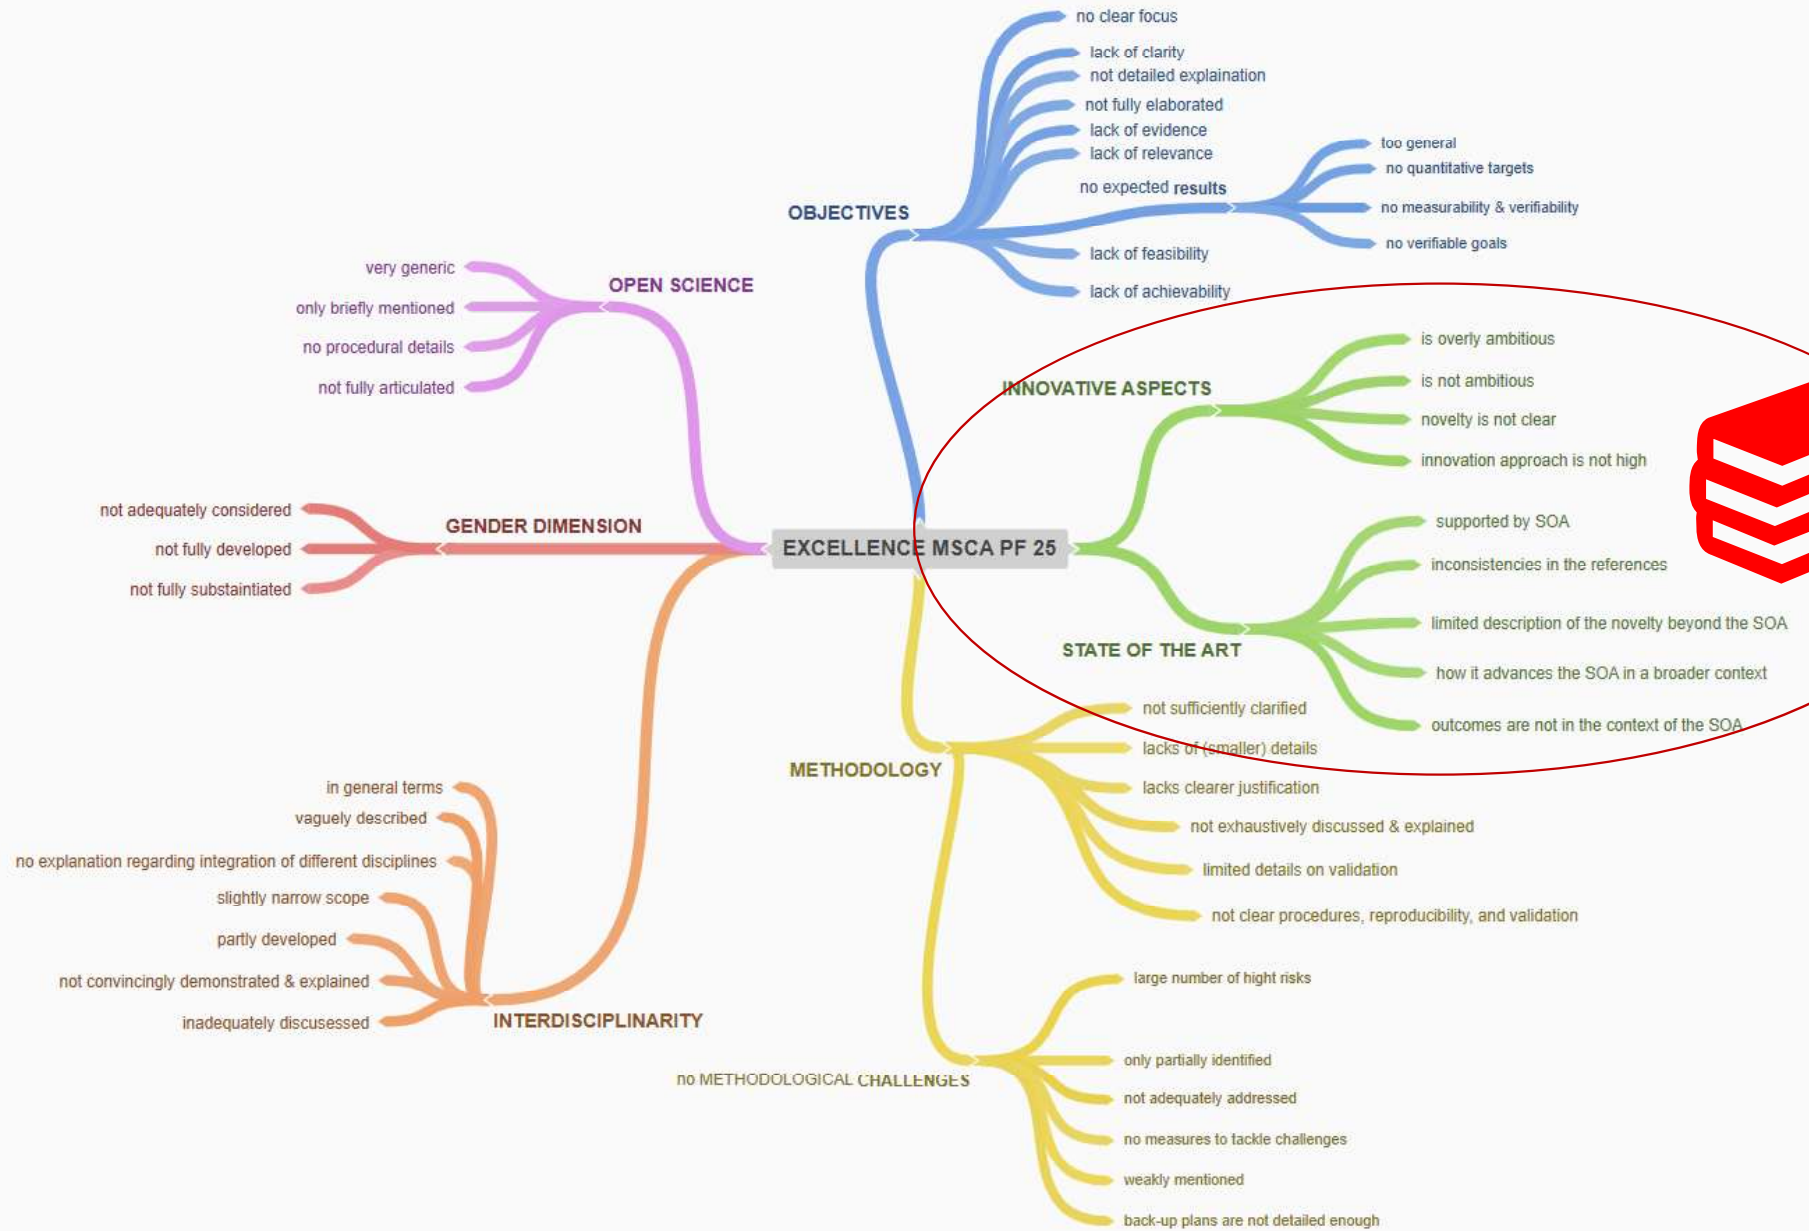 no clear focus
lack of clarity
not detailed explaination
not fully elaborated
lack of evidence
lack of relevance
no expected results
too general
no quantitative targets
no measurability & verifiability
no verifiable goals
OBJECTIVES
lack of feasibility
lack of achievability
OPEN SCIENCE
very generic
only briefly mentioned
no procedural details
not fully articulated
INNOVATIVE ASPECTS
is overly ambitious
is not ambitious
novelty is not clear
innovation approach is not high
GENDER DIMENSION
not adequately considered
not fully developed
not fully substaintiated
EXCELLENCE MSCA PF 25
supported by SOA
inconsistencies in the references
limited description of the novelty beyond the SOA
how it advances the SOA in a broader context
outcomes are not in the context of the SOA
STATE OF THE ART
METHODOLOGY
not sufficiently clarified
lacks of (smaller) details
lacks clearer justification
not exhaustively discussed & explained
limited details on validation
not clear procedures, reproducibility, and validation
in general terms
vaguely described
no explanation regarding integration of different disciplines
slightly narrow scope
partly developed
not convincingly demonstrated & explained
inadequately discusessed
INTERDISCIPLINARITY
no METHODOLOGICAL CHALLENGES
large number of hight risks
only partially identified
not adequately addressed
no measures to tackle challenges
weakly mentioned
back-up plans are not detailed enough